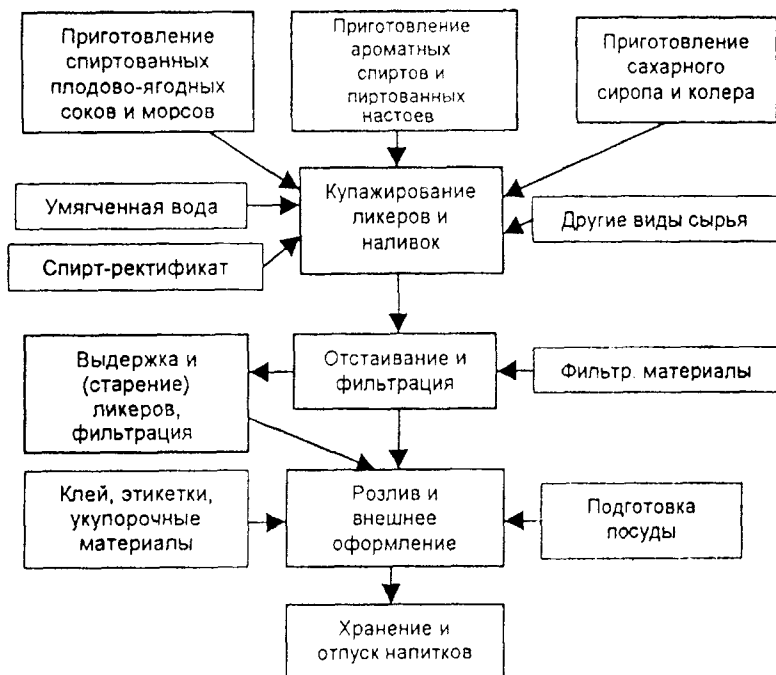 Приготовление
спиртованных
плодово-ягодных
соков и морсов
Приготовление
ароматных
спиртов и
пиртованных
настоев
Приготовление
сахарного
сиропа и колера
Умягченная вода
Спирт-ректификат
Купажирование
ликеров и
наливок
Другие виды сырья
Выдержка и
(старение)
ликеров,
фильтрация
Отстаивание и
фильтрация
Фильтр. материалы
Клей, этикетки,
укупорочные
материалы
Розлив и
внешнее
оформление
Подготовка
посуды
Хранение и
отпуск напитков